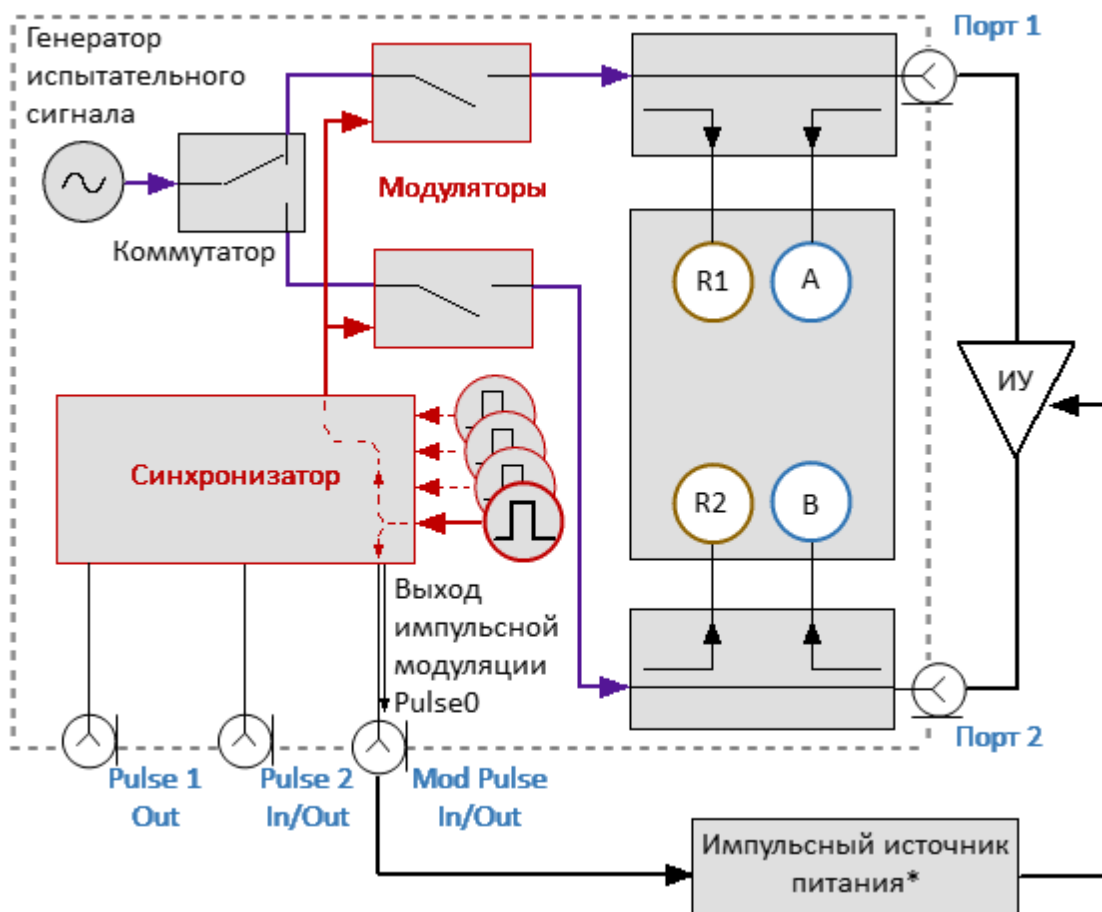 Порт 1
Генератор
испытательного
сигнала
Модуляторы
Коммутатор
R1
A
ИУ
Синхронизатор
R2
B
Выход
импульсной
модуляции
Pulse0
Порт 2
Pulse 1
Out
Pulse 2
In/Out
Mod Pulse
In/Out
Импульсный источник
питания*